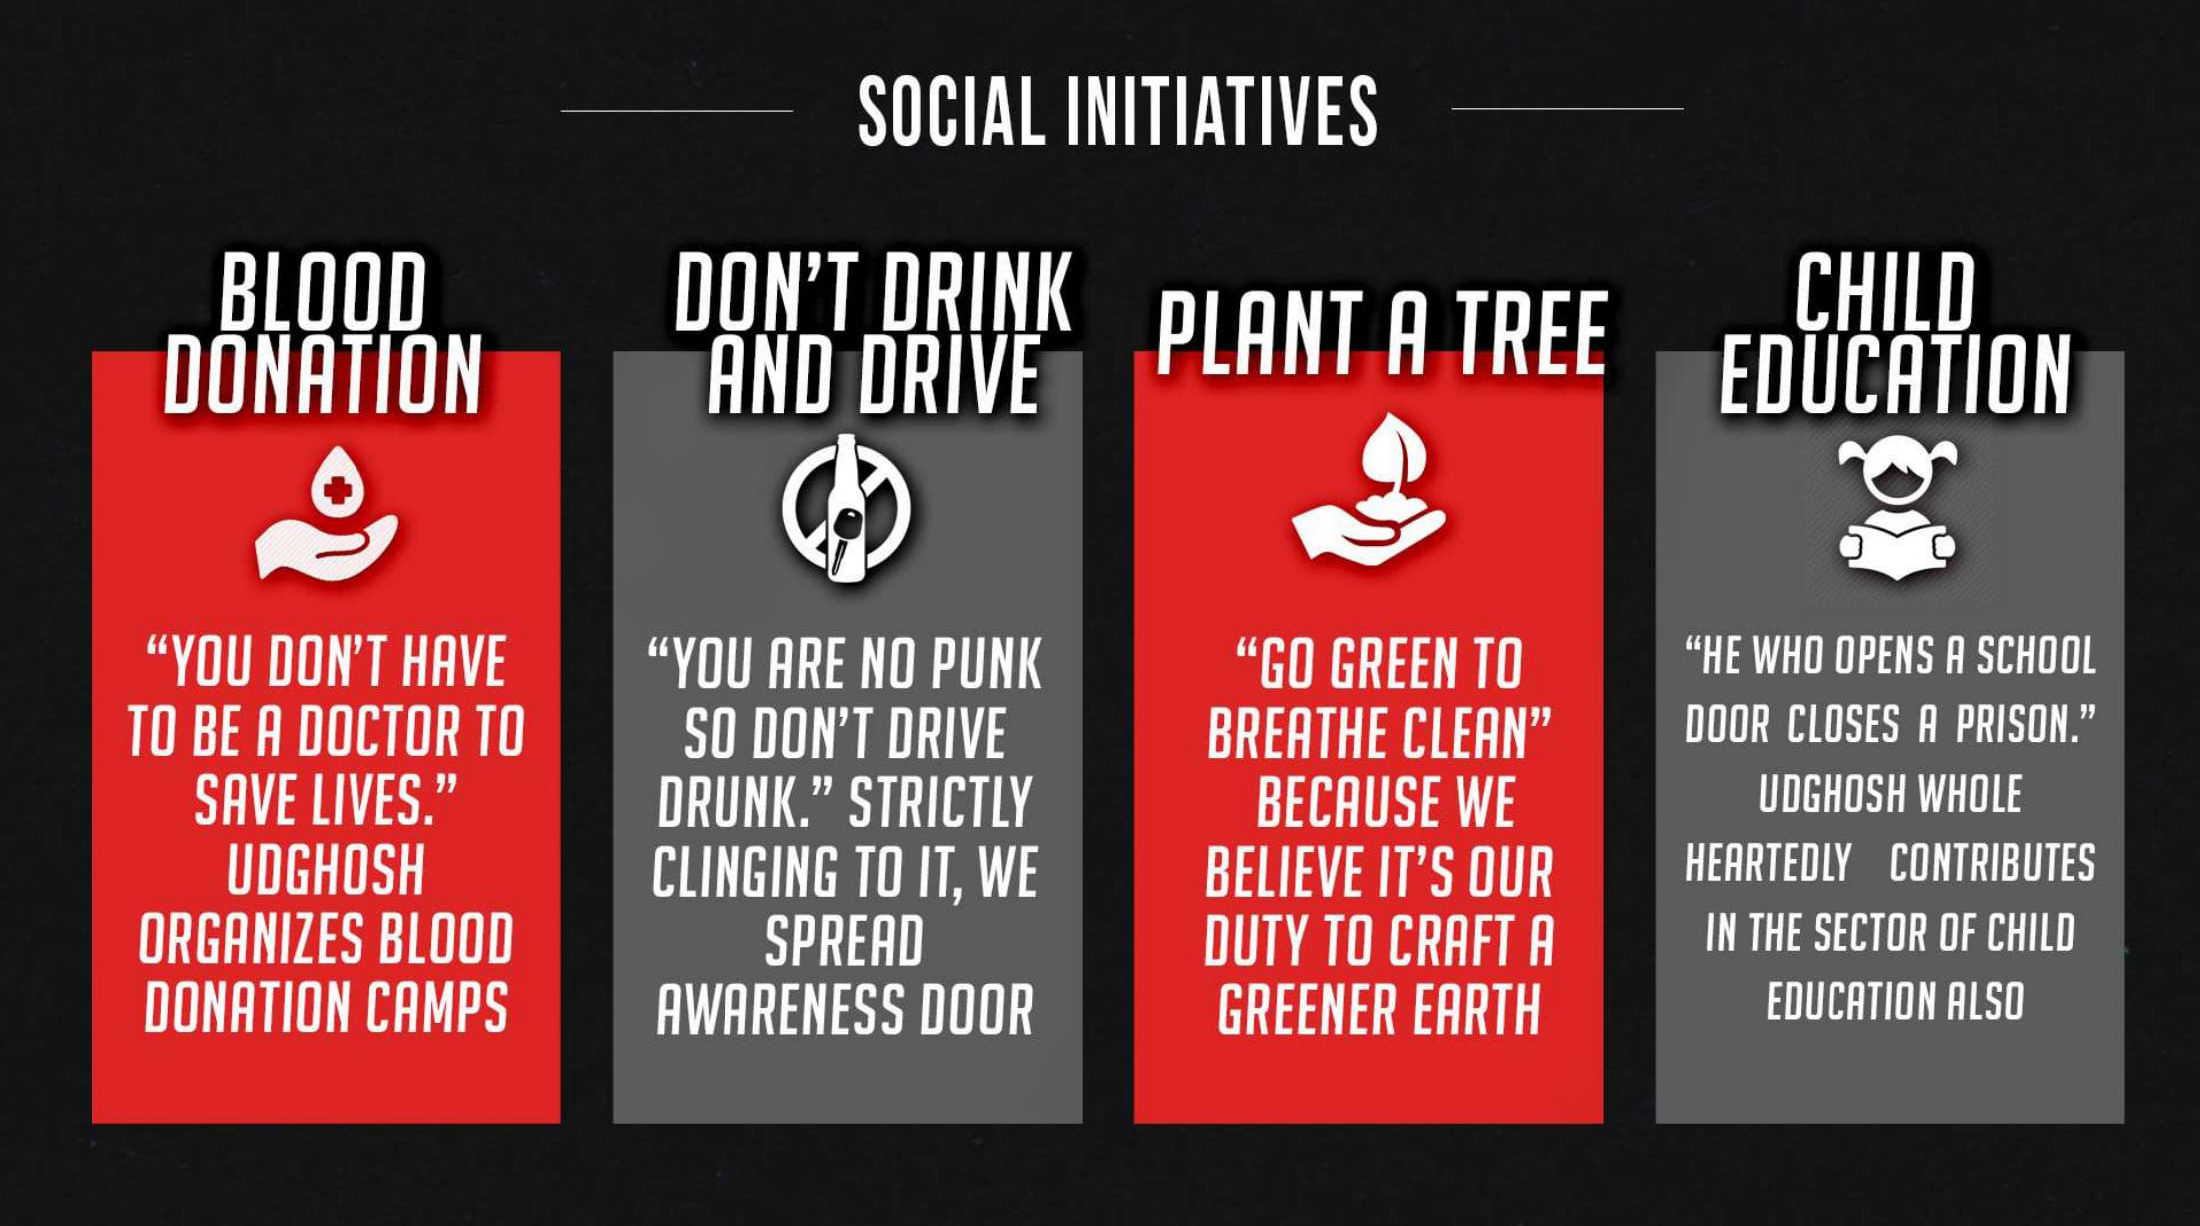 SOCIAL INITIATIVES
BLOOD
DONATION
“YOU DON'T HAVE
TO BE A DOCTOR TO
SAVE LIVES.”
UDGHOSH
ORGANIZES BLOOD
DONATION CAMPS
DON'T DRINK
AND DRIVE
“YOU ARE NO PUNK
SO DON'T DRIVE
DRUNK.” STRICTLY
CLINGING TO IT, WE
SPREAD
AWARENESS DOOR
PLANT A TREE
“GO GREEN TO
BREATHE CLEAN”
BECAUSE WE
BELIEVE IT'S OUR
DUTY TO CRAFT A
GREENER EARTH
CHILD
EDUCATION
“HE WHO OPENS A SCHOOL
DOOR CLOSES A PRISON.”
UDGHOSH WHOLE
HEARTEDLY CONTRIBUTES
IN THE SECTOR OF CHILD
EDUCATION ALSO